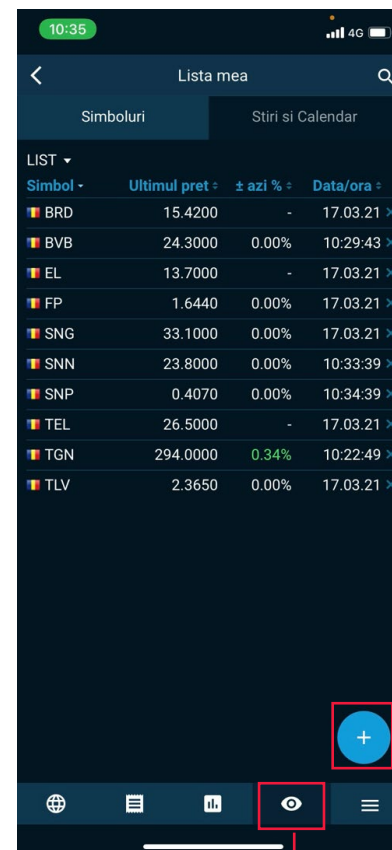 10:35 4G
Lista mea
Simboluri Stiri si Calendar
LIST
Simbol Ultimul pret ± azi % Data/ora
BRD 15.4200 - 17.03.21
BVB 24.3000 0.00% 10:29:43
EL 13.7000 - 17.03.21
FP 1.6440 0.00% 17.03.21
SNG 33.1000 0.00% 17.03.21
SNN 23.8000 0.00% 10:33:39
SNP 0.4070 0.00% 10:34:39
TEL 26.5000 - 17.03.21
TGN 294.0000 0.34% 10:22:49
TLV 2.3650 0.00% 17.03.21
+